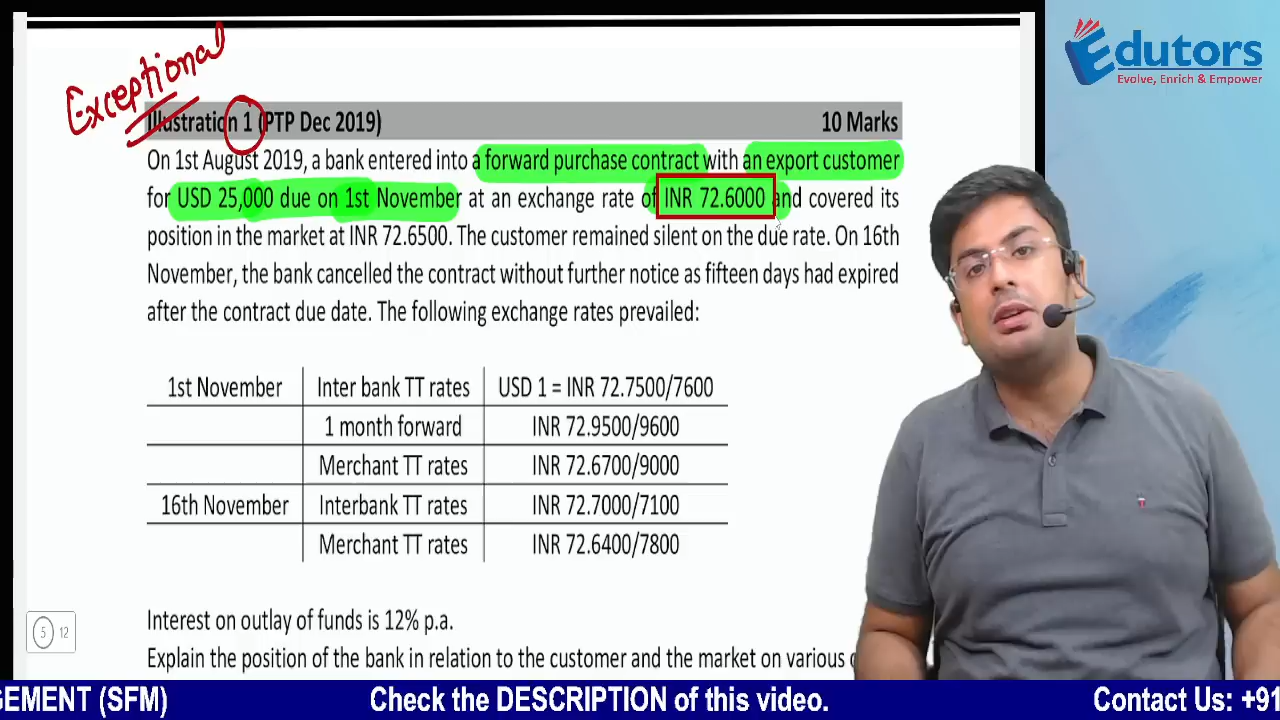 Edutors
Evolve, Enrich & Empower
Exceptional
Illustration 1 (PTP Dec 2019) 10 Marks
On 1st August 2019, a bank entered into a forward purchase contract with an export customer
for USD 25,000 due on 1st November at an exchange rate of INR 72.6000 and covered its
position in the market at INR 72.6500. The customer remained silent on the due rate. On 16th
November, the bank cancelled the contract without further notice as fifteen days had expired
after the contract due date. The following exchange rates prevailed:
1st November Inter bank TT rates USD 1 = INR 72.7500/7600
1 month forward INR 72.9500/9600
Merchant TT rates INR 72.6700/9000
16th November Interbank TT rates INR 72.7000/7100
Merchant TT rates INR 72.6400/7800
Interest on outlay of funds is 12% p.a.
5 12
Explain the position of the bank in relation to the customer and the market on various
GEMENT (SFM) Check the DESCRIPTION of this video. Contact Us: +91